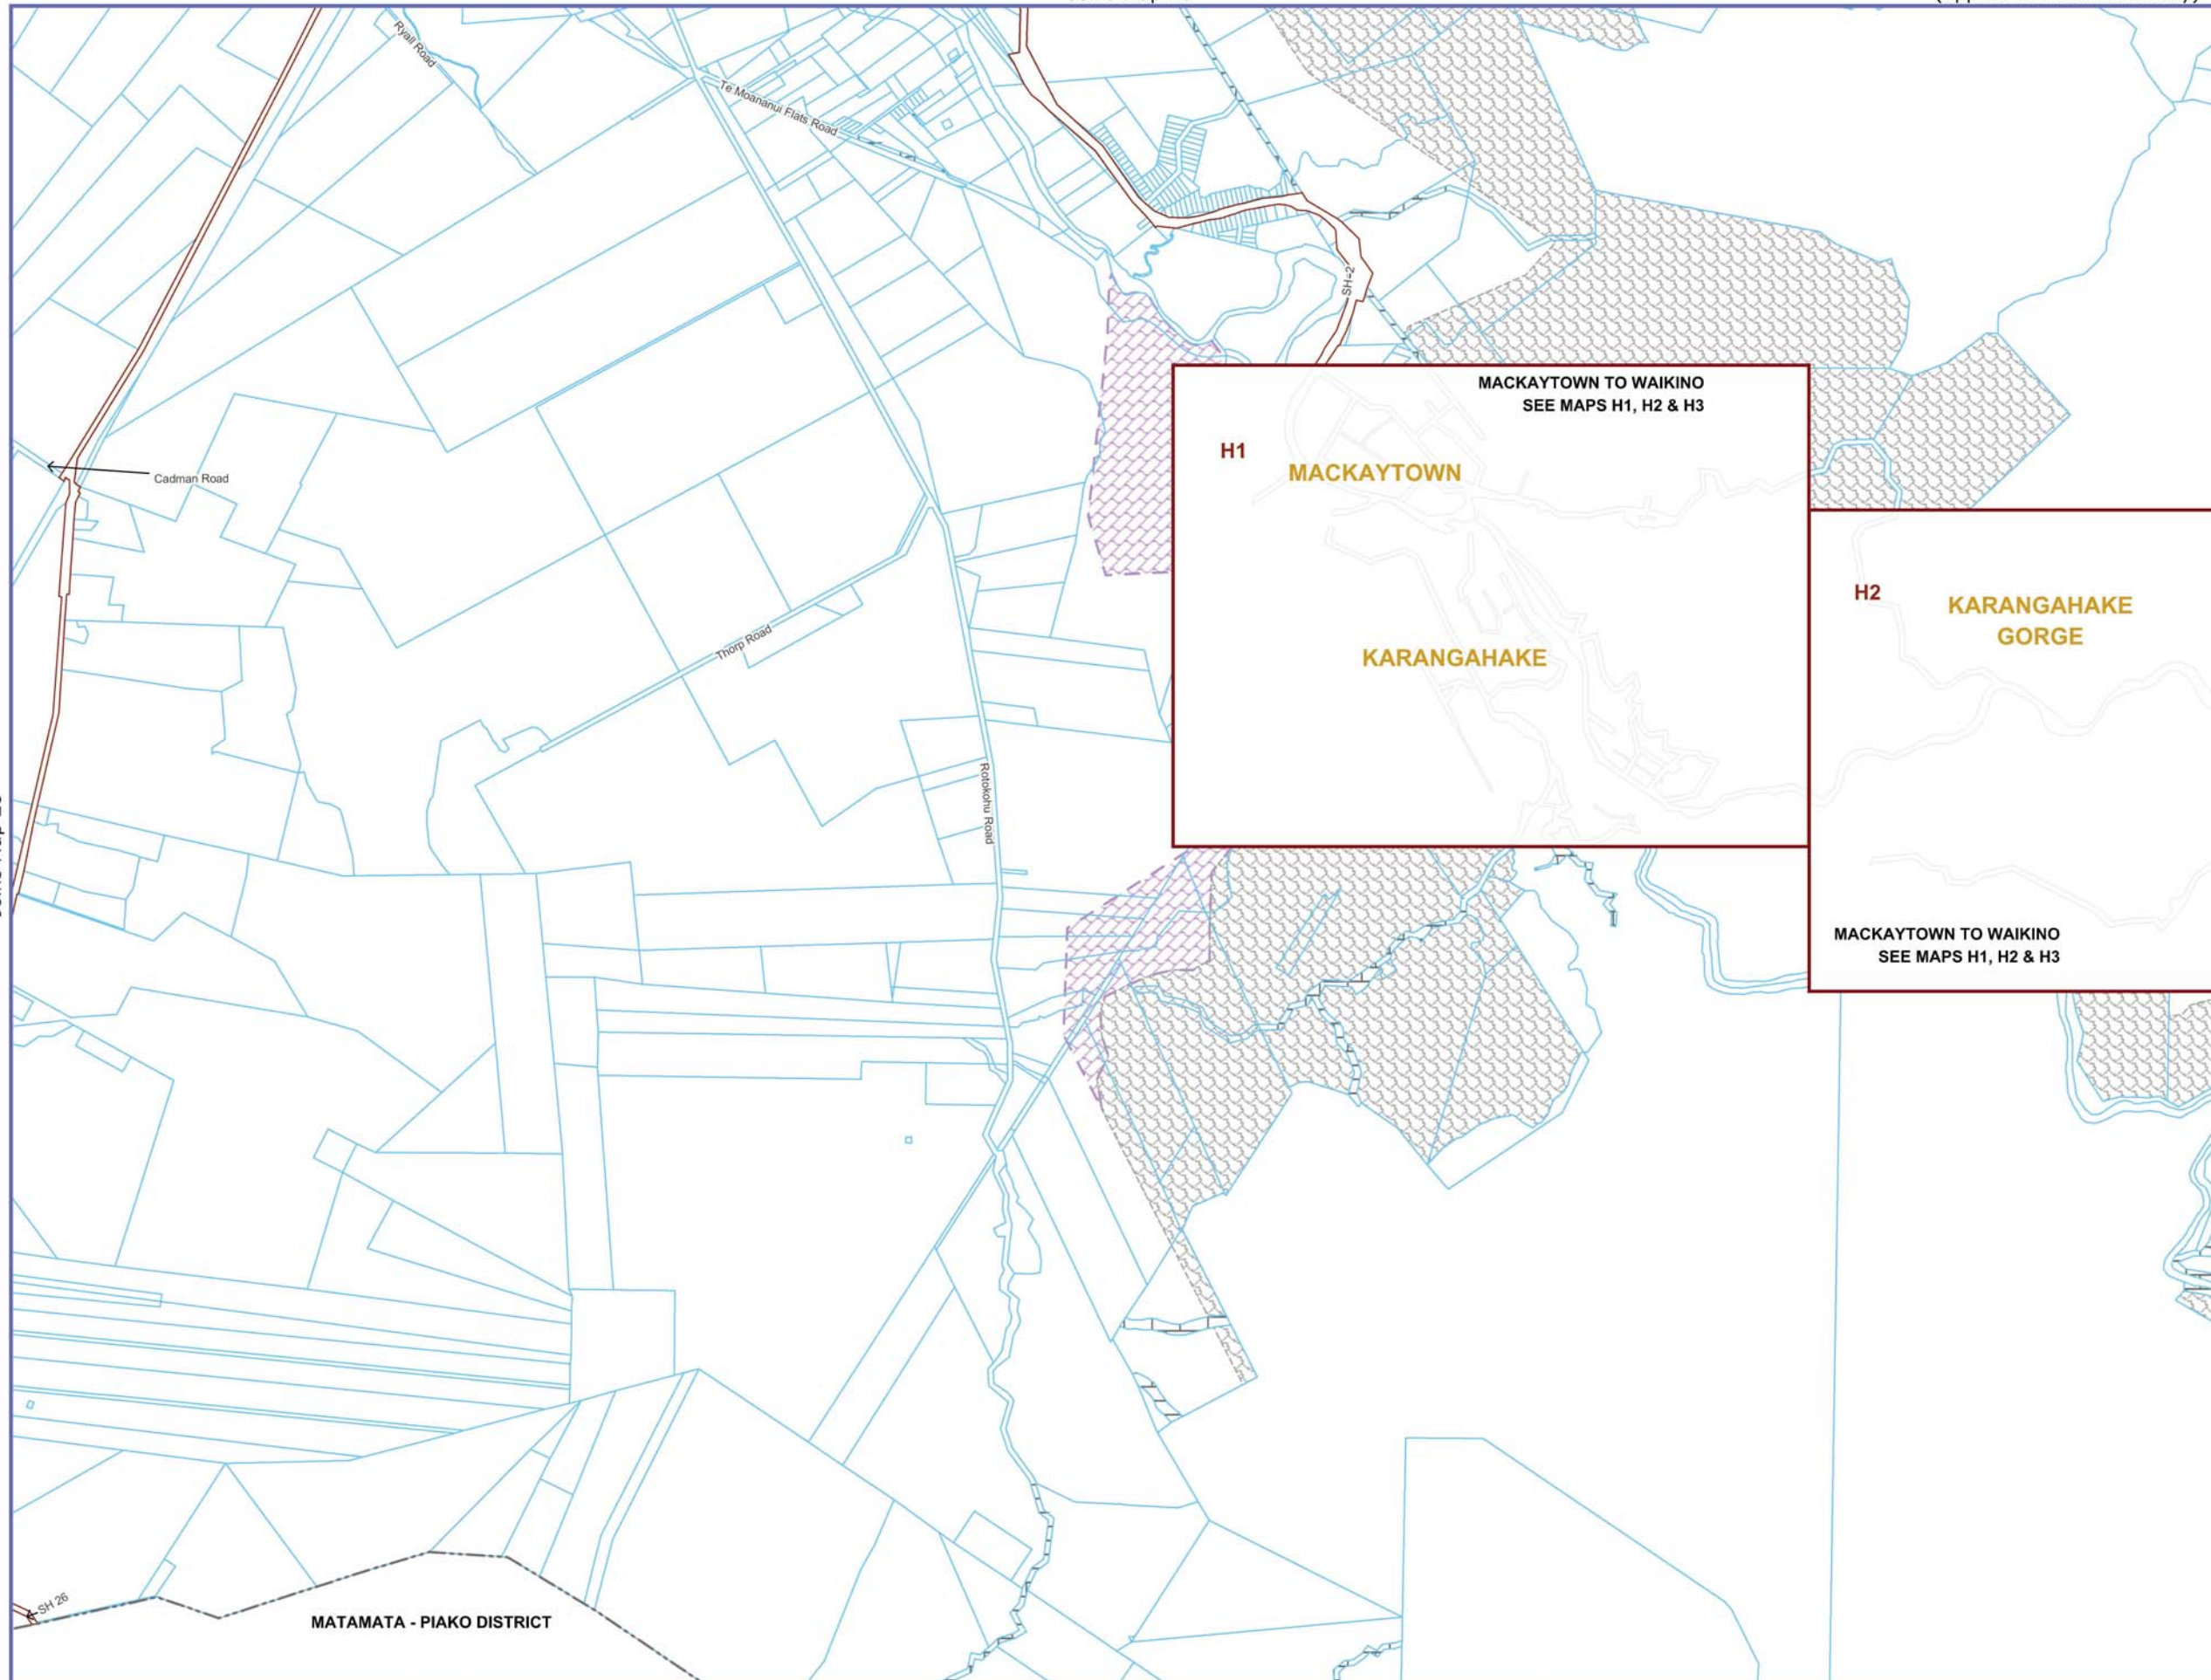 Ryall Road
Te Moananui Flats Road
SH-2
MACKAYTOWN TO WAIKINO
SEE MAPS H1, H2 & H3
H1
MACKAYTOWN
Cadman Road
H2
KARANGAHAKE
GORGE
Thorp Road
KARANGAHAKE
Rotokohu Road
MACKAYTOWN TO WAIKINO
SEE MAPS H1, H2 & H3
SH 26
MATAMATA - PIAKO DISTRICT